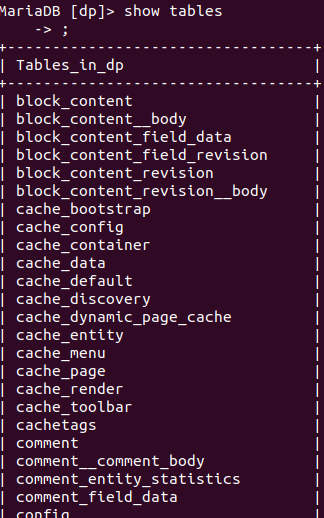 MariaDB [dp]> show tables
    -> ;
+----------------------------------+
| Tables_in_dp                     |
+----------------------------------+
| block_content                    |
| block_content__body              |
| block_content_field_data         |
| block_content_field_revision     |
| block_content_revision           |
| block_content_revision__body     |
| cache_bootstrap                  |
| cache_config                     |
| cache_container                  |
| cache_data                       |
| cache_default                    |
| cache_discovery                  |
| cache_dynamic_page_cache         |
| cache_entity                     |
| cache_menu                       |
| cache_page                       |
| cache_render                     |
| cache_toolbar                    |
| cachetags                        |
| comment                          |
| comment__comment_body            |
| comment_entity_statistics        |
| comment_field_data               |
| config                           |